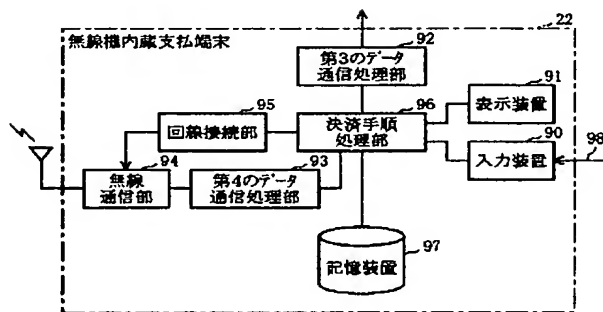 22
無線機内蔵支払端末
92
第3のデータ
通信処理部
91
表示装置
95
回線接続部
96
決済手順
処理部
90
入力装置
98
94
無線
通信部
93
第4のデータ
通信処理部
97
記憶装置